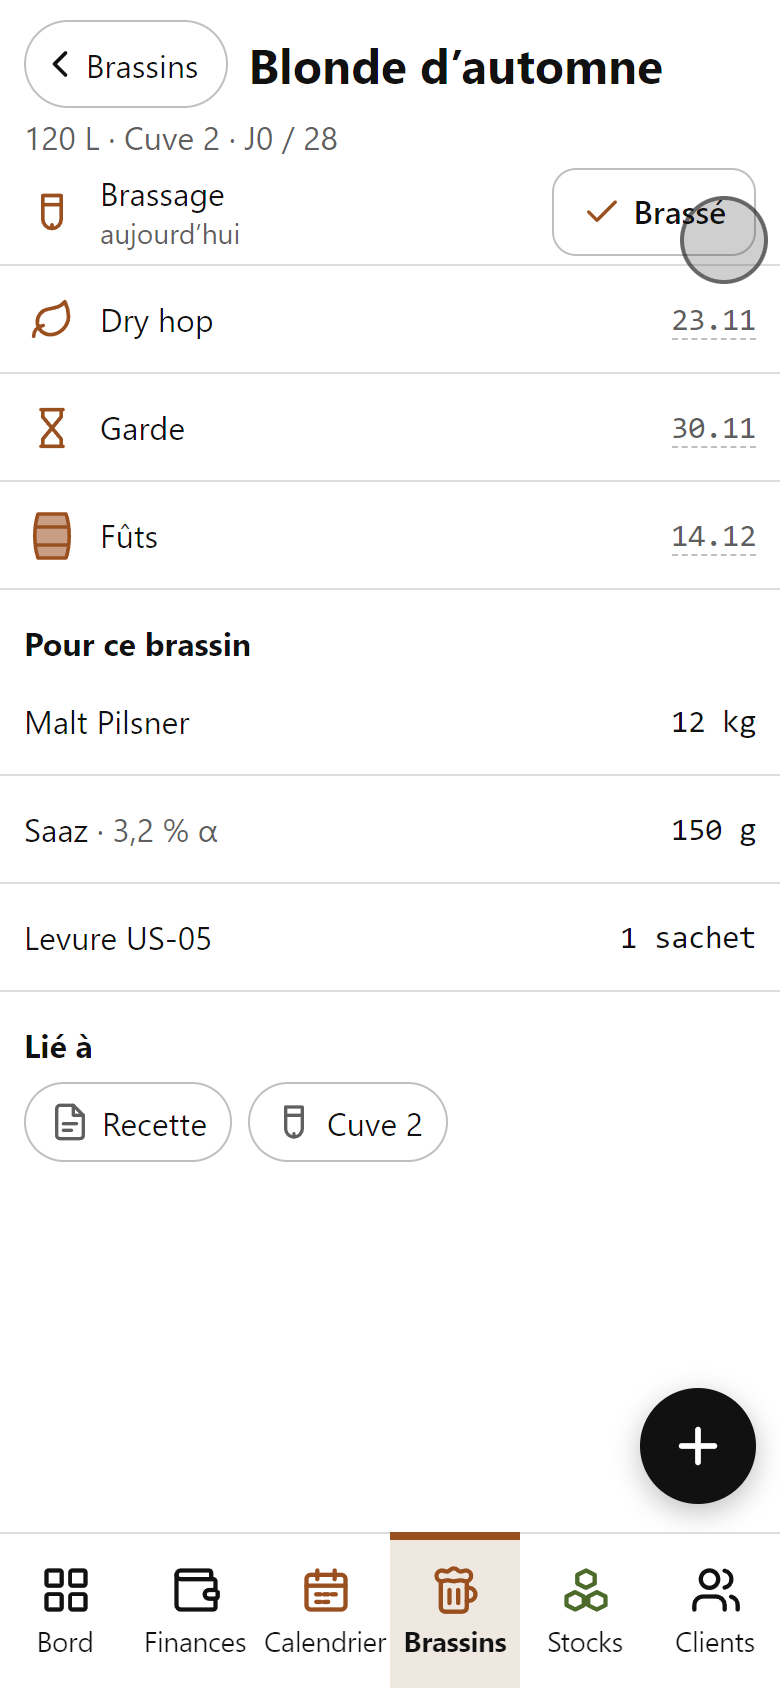 Brassins
Blonde d’automne
120 L · Cuve 2 · J0 / 28
Brassage
aujourd’hui
Brassé
Dry hop 23.11
Garde 30.11
Fûts 14.12
Pour ce brassin
Malt Pilsner 12 kg
Saaz · 3,2 % α 150 g
Levure US-05 1 sachet
Lié à
Recette Cuve 2
Bord Finances Calendrier Brassins Stocks Clients